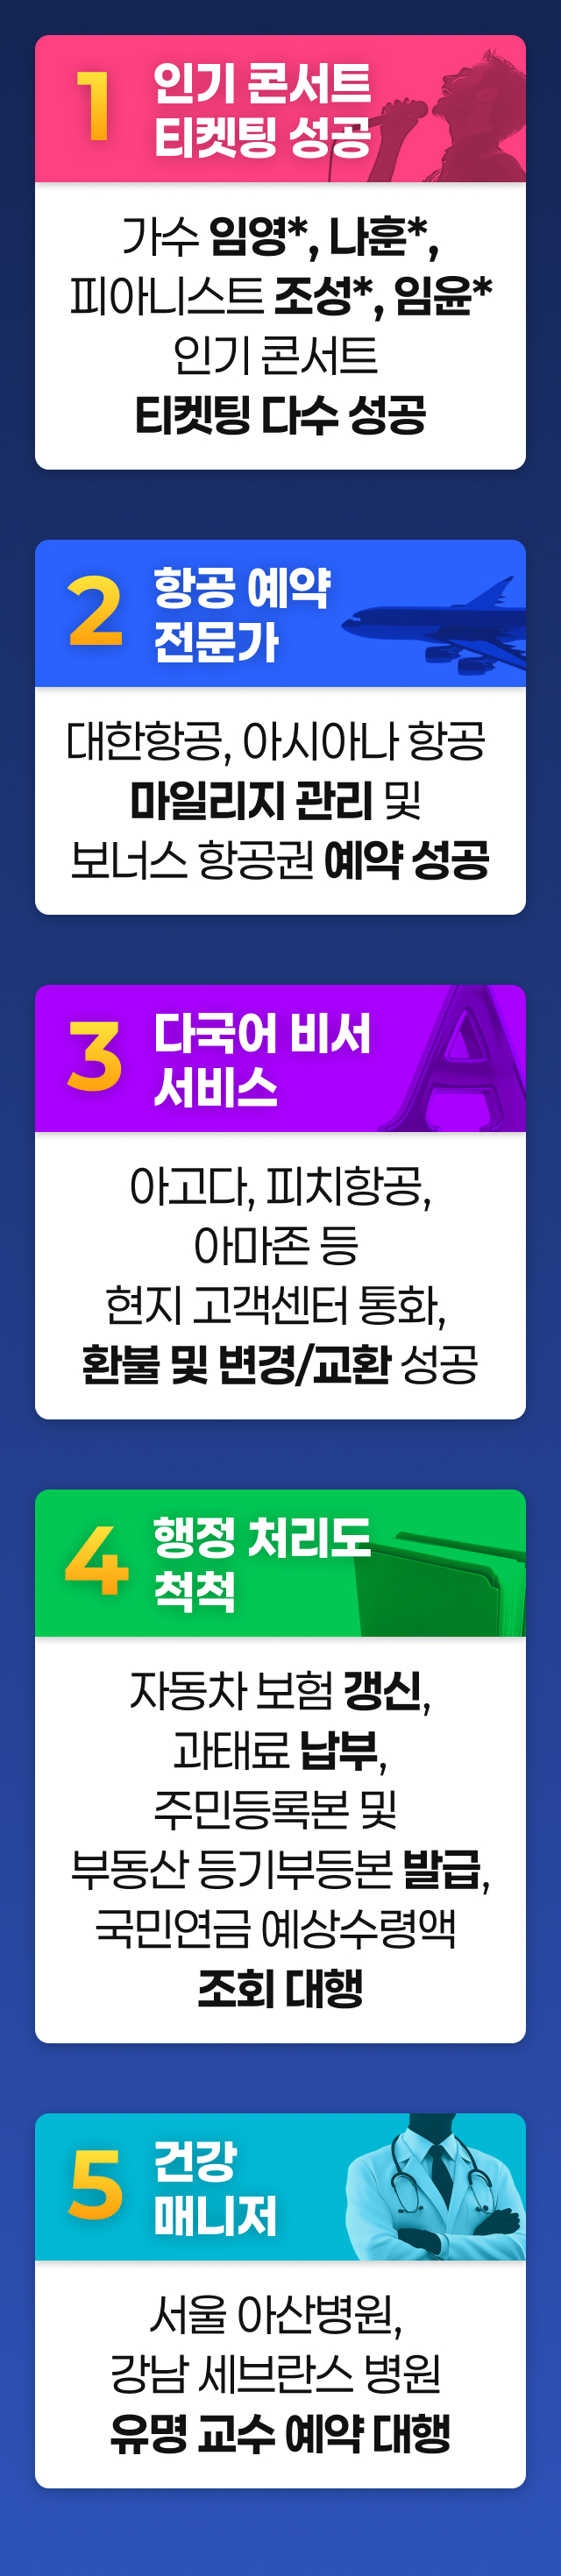 1
인기 콘서트
티켓팅 성공
가수 임영*, 나훈*,
피아니스트 조성*, 임윤*
인기 콘서트
티켓팅 다수 성공
2
항공 예약
전문가
대한항공, 아시아나 항공
마일리지 관리 및
보너스 항공권 예약 성공
3
다국어 비서
서비스
아고다, 피치항공,
아마존 등
현지 고객센터 통화,
환불 및 변경/교환 성공
4
행정 처리도
척척
자동차 보험 갱신,
과태료 납부,
주민등록본 및
부동산 등기부등본 발급,
국민연금 예상수령액
조회 대행
5
건강
매니저
서울 아산병원,
강남 세브란스 병원
유명 교수 예약 대행